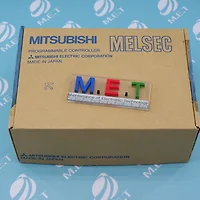 MITSUBISHI MELSEC
PROGRAMMABLE CONTROLLER
MITSUBISHI ELECTRIC CORPORATION
MADE IN JAPAN
M.E.T
MITSUBISHI ELECTRIC CORPORATION